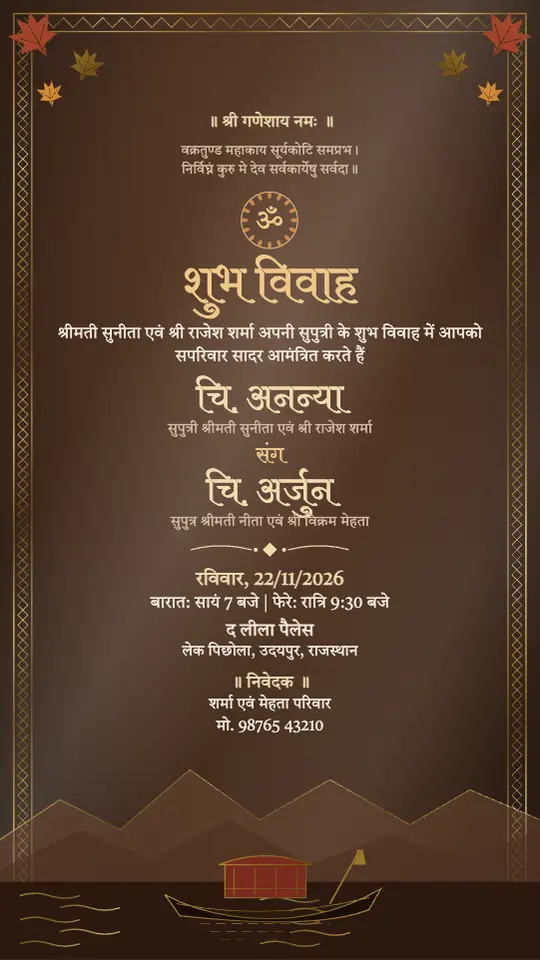 ॥ श्री गणेशाय नमः ॥
वक्रतुण्ड महाकाय सूर्यकोटि समप्रभ।
निर्विघ्नं कुरु मे देव सर्वकार्येषु सर्वदा॥
ॐ
शुभ विवाह
श्रीमती सुनीता एवं श्री राजेश शर्मा अपनी सुपुत्री के शुभ विवाह में आपको
सपरिवार सादर आमंत्रित करते हैं
चि. अनन्या
सुपुत्री श्रीमती सुनीता एवं श्री राजेश शर्मा
संग
चि. अर्जुन
सुपुत्र श्रीमती नीता एवं श्री विक्रम मेहता
रविवार, 22/11/2026
बारात: सायं 7 बजे | फेरे: रात्रि 9:30 बजे
द लीला पैलेस
लेक पिछोला, उदयपुर, राजस्थान
॥ निवेदक ॥
शर्मा एवं मेहता परिवार
मो. 98765 43210